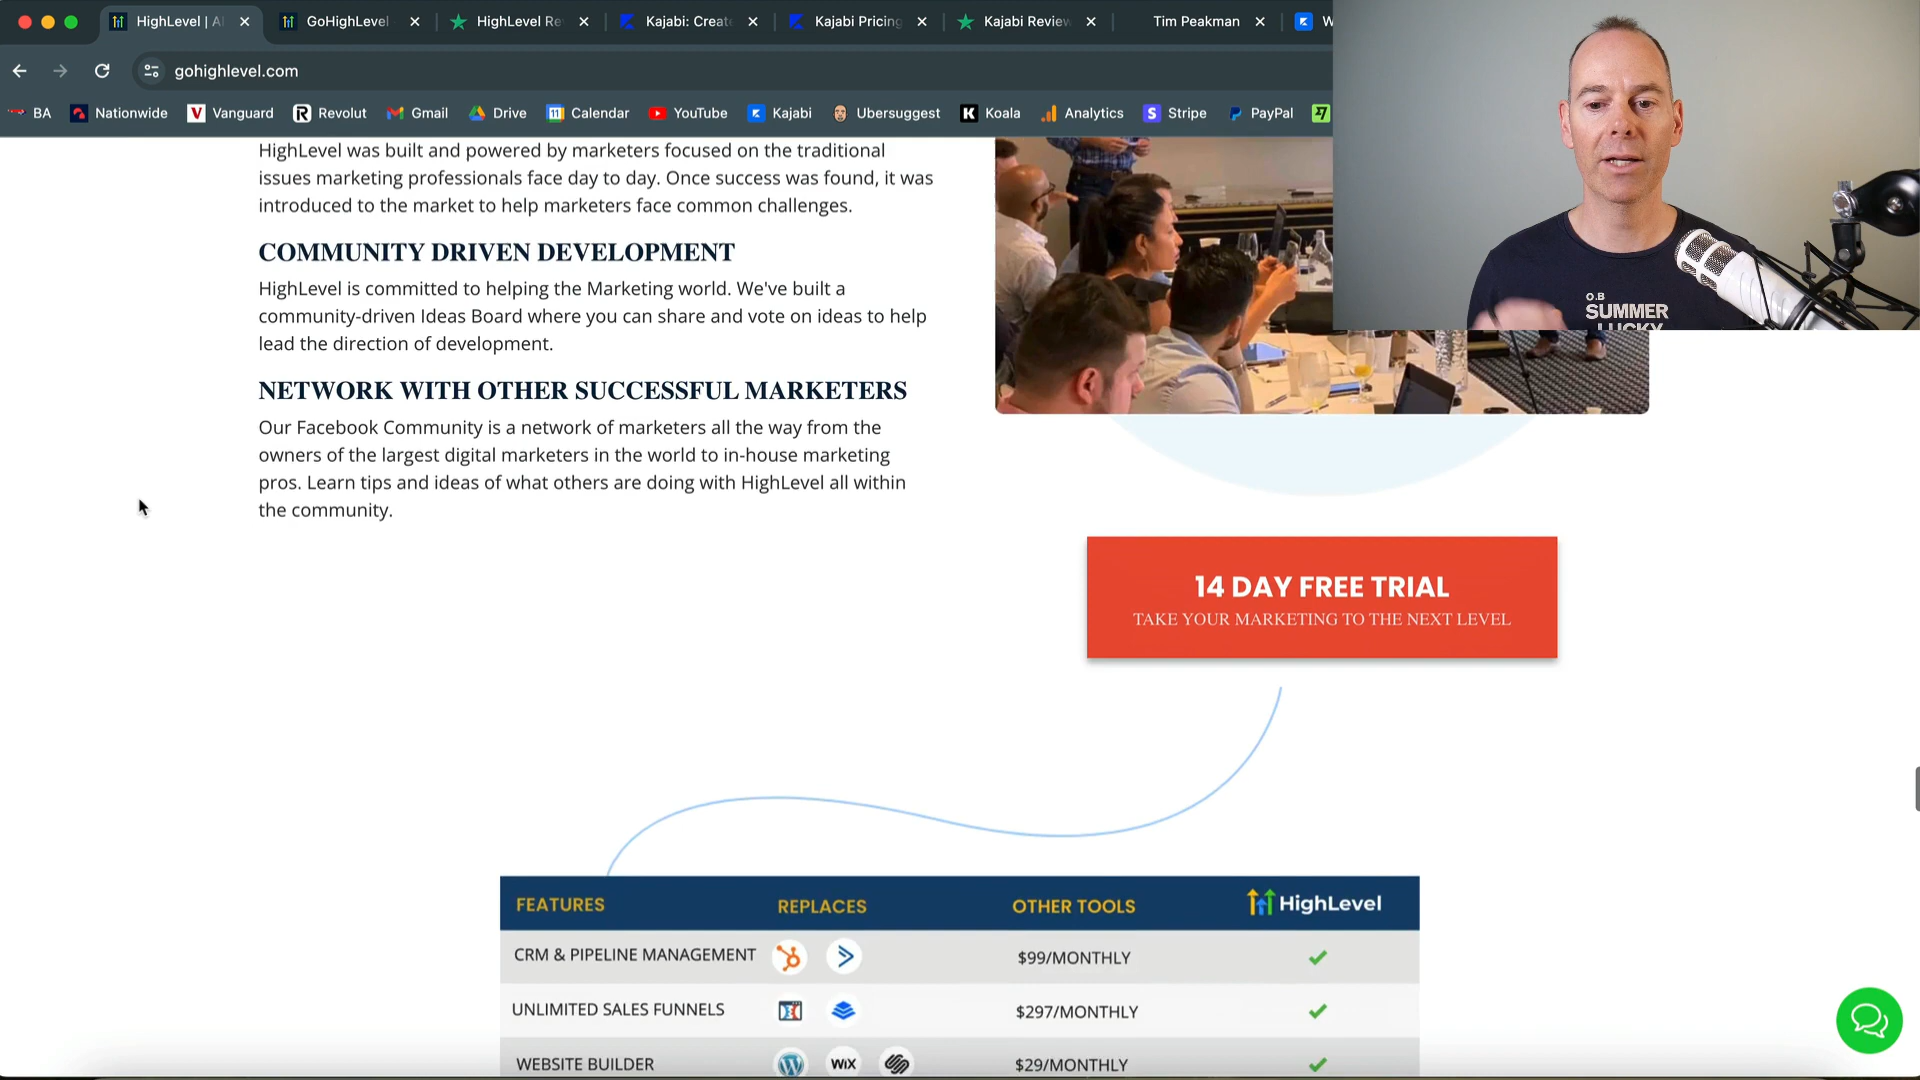 HighLevel | AI
GoHighLevel
HighLevel Re
Kajabi: Create
Kajabi Pricing
Kajabi Review
Tim Peakman
W
gohighlevel.com
BA
Nationwide
Vanguard
Revolut
Gmail
Drive
Calendar
YouTube
Kajabi
Ubersuggest
Koala
Analytics
Stripe
PayPal
HighLevel was built and powered by marketers focused on the traditional
issues marketing professionals face day to day. Once success was found, it was
introduced to the market to help marketers face common challenges.
COMMUNITY DRIVEN DEVELOPMENT
HighLevel is committed to helping the Marketing world. We've built a
community-driven Ideas Board where you can share and vote on ideas to help
lead the direction of development.
NETWORK WITH OTHER SUCCESSFUL MARKETERS
Our Facebook Community is a network of marketers all the way from the
owners of the largest digital marketers in the world to in-house marketing
pros. Learn tips and ideas of what others are doing with HighLevel all within
the community.
O.B
SUMMER
LUCKY
14 DAY FREE TRIAL
TAKE YOUR MARKETING TO THE NEXT LEVEL
FEATURES REPLACES OTHER TOOLS HighLevel
CRM & PIPELINE MANAGEMENT $99/MONTHLY
UNLIMITED SALES FUNNELS $297/MONTHLY
WEBSITE BUILDER WiX $29/MONTHLY